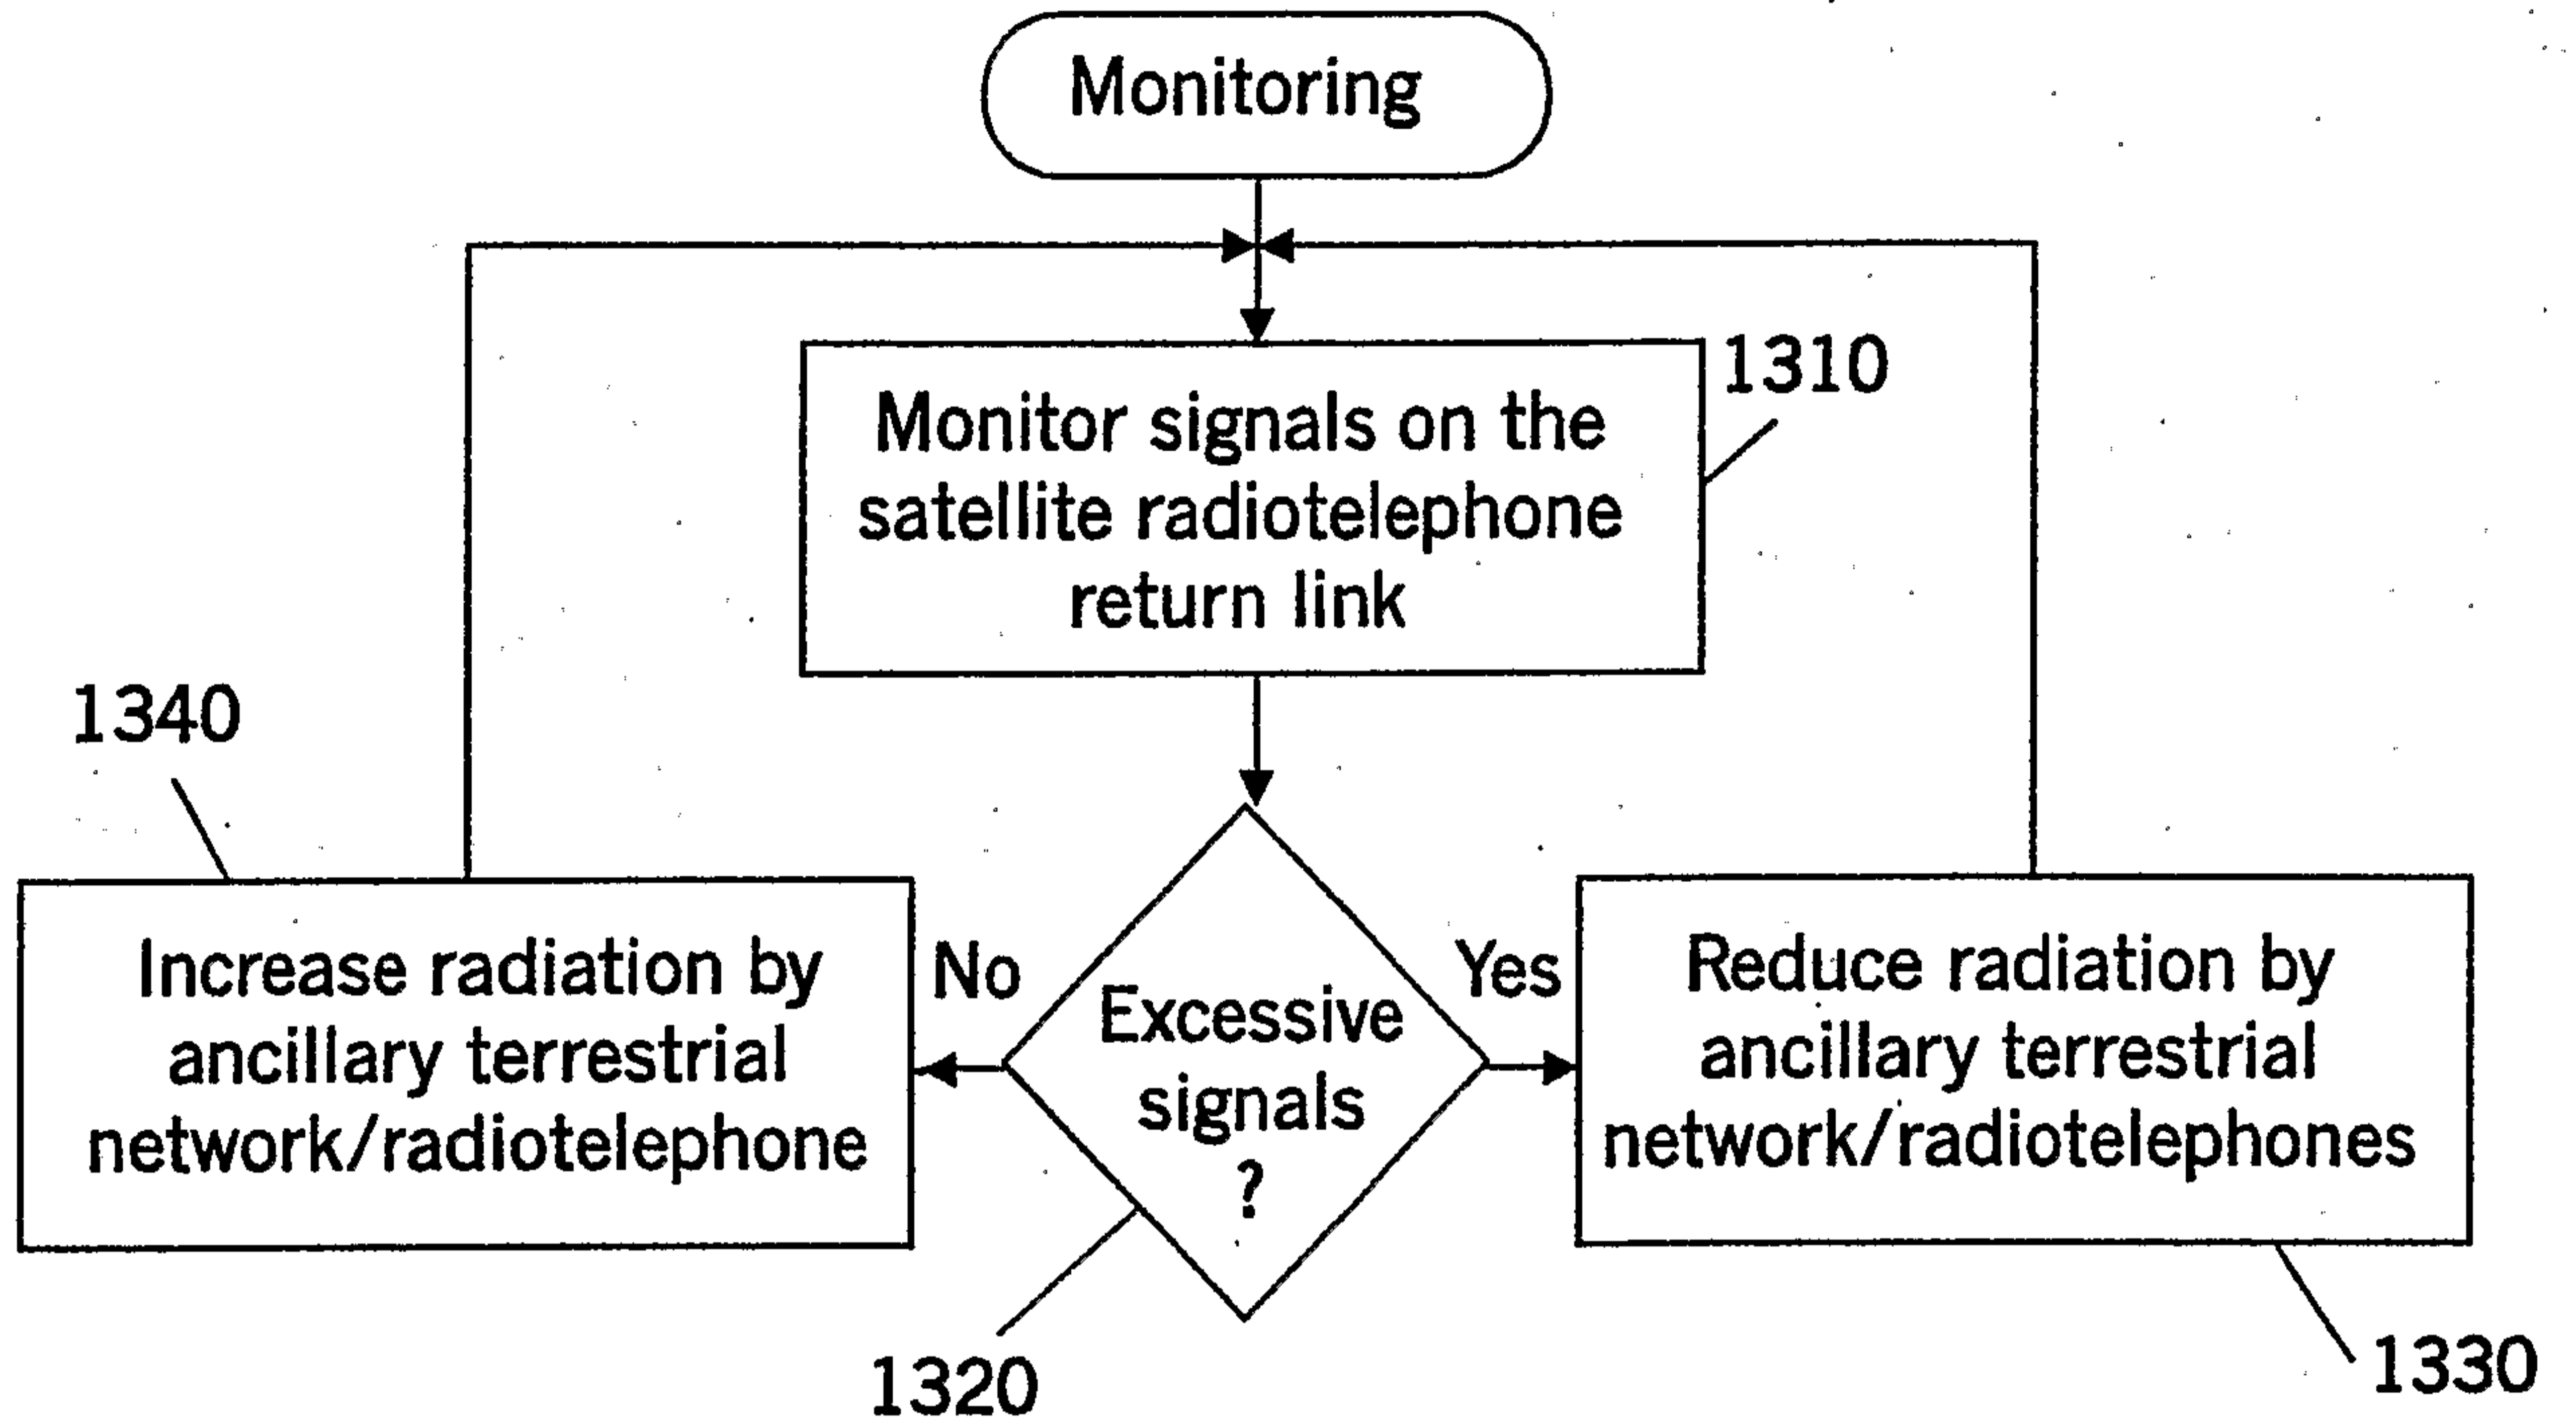 Monitoring
1310
Monitor signals on the
satellite radiotelephone
return link
1340
Increase radiation by
ancillary terrestrial
network/radiotelephone
No
Excessive
signals
?
Yes
Reduce radiation by
ancillary terrestrial
network/radiotelephones
1320
1330